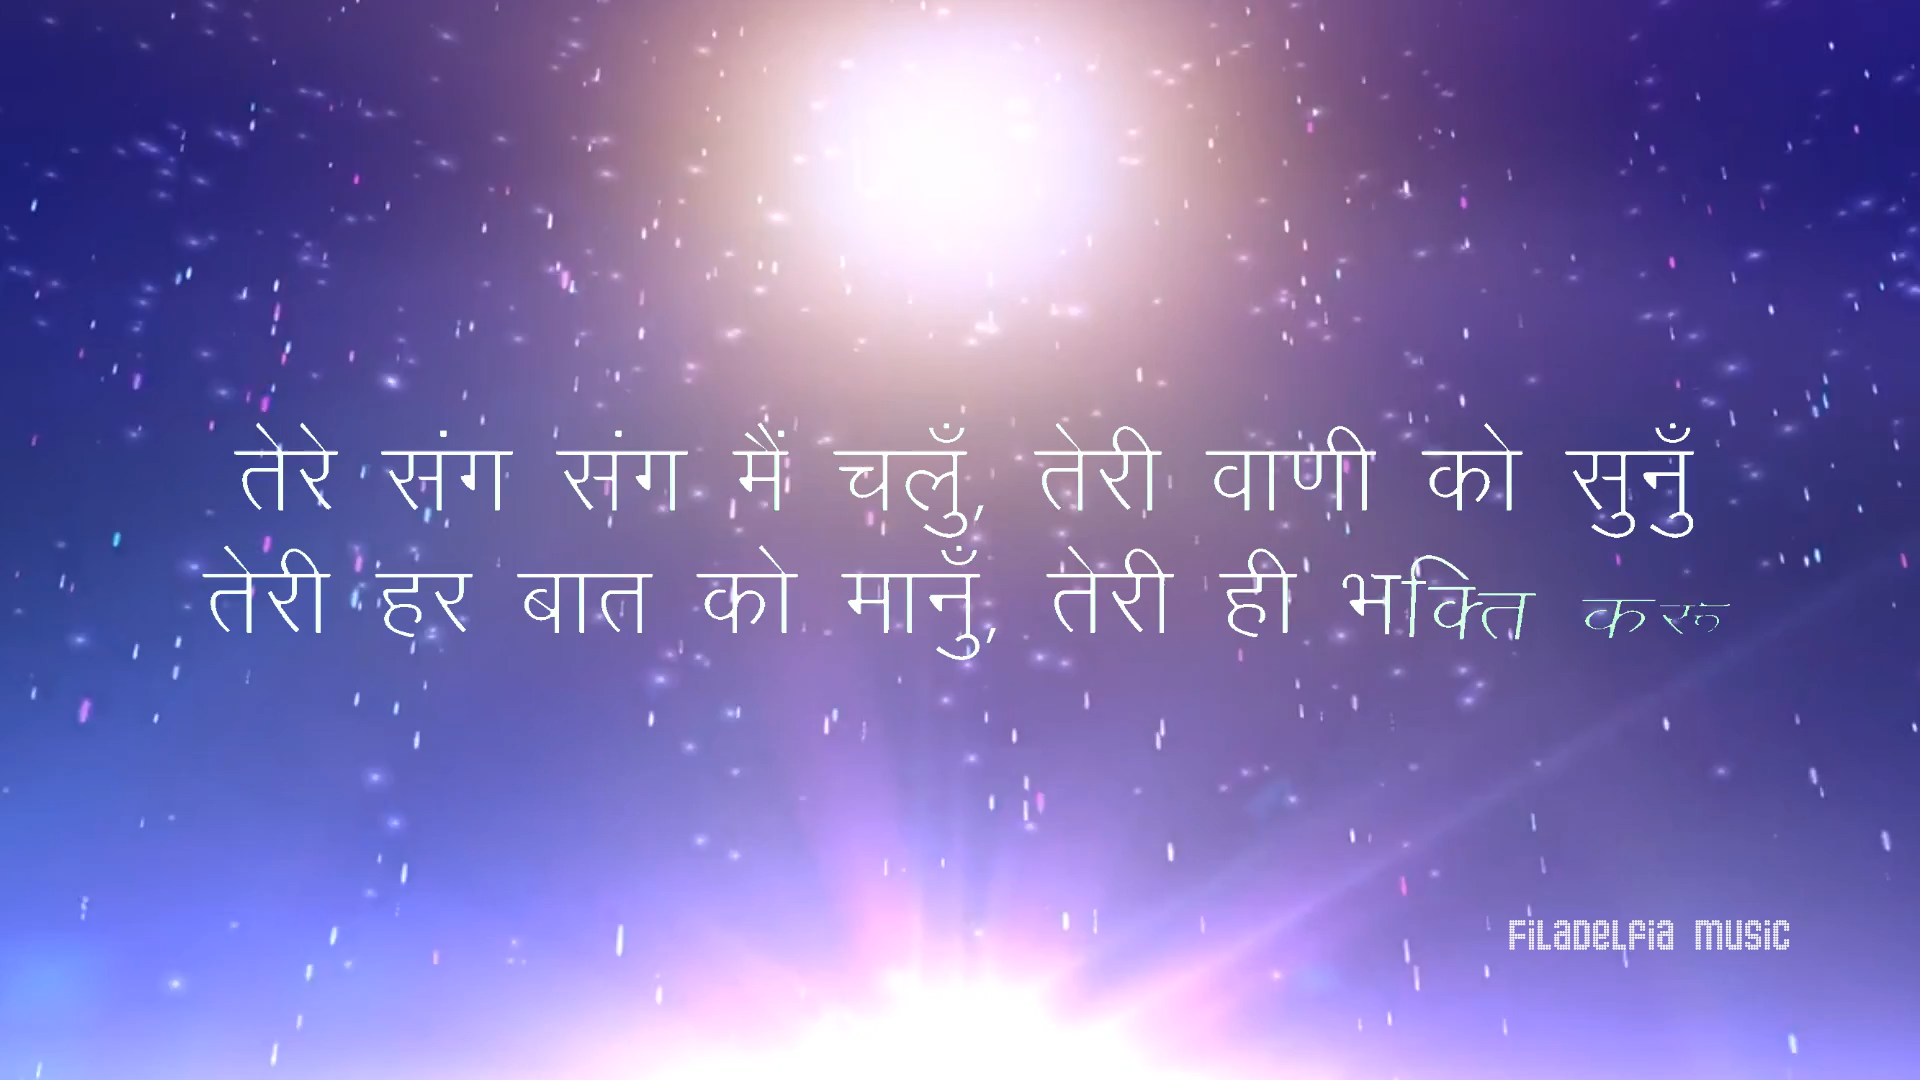 तेरे संग संग मैं चलुँ, तेरी वाणी को सुनुँ
तेरी हर बात को मानुँ, तेरी ही भक्ति करू
FiLaDeLFia MUSiC